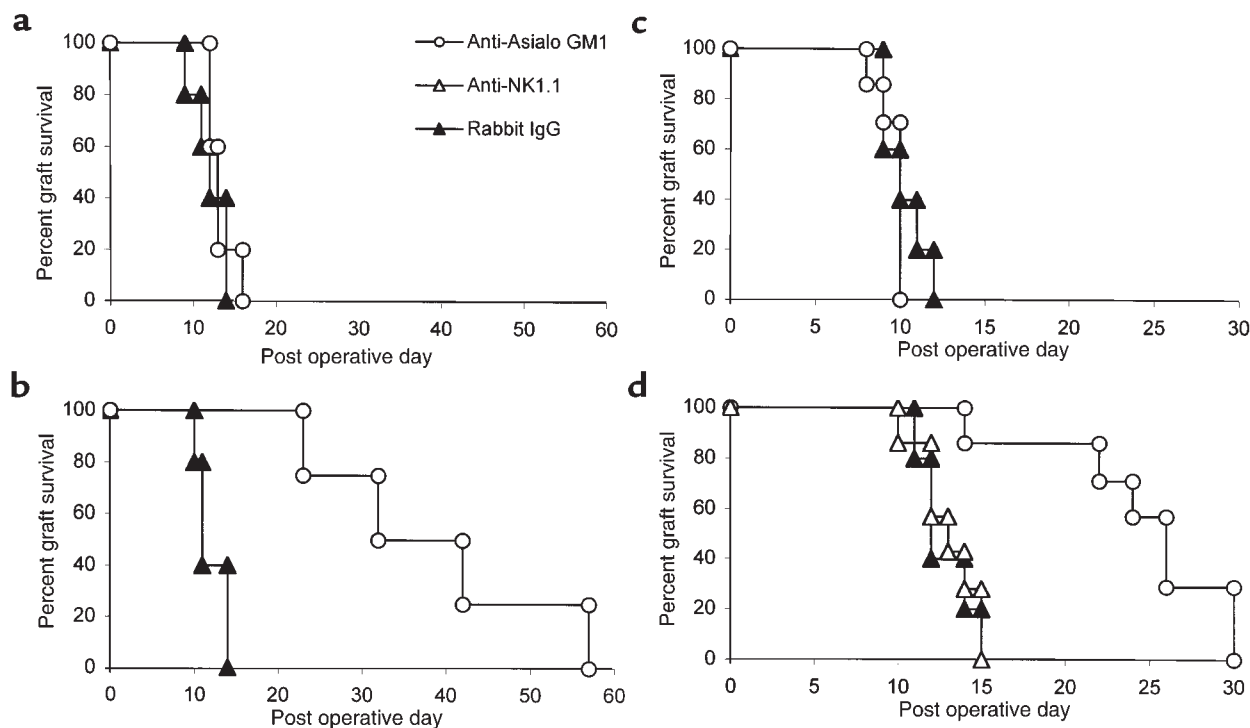 a
Percent graft survival
100
80
60
40
20
0
0 10 20 30 40 50 60
Post operative day
Anti-Asialo GM1
Anti-NK1.1
Rabbit IgG
c
Percent graft survival
100
80
60
40
20
0
0 5 10 15 20 25 30
Post operative day
b
Percent graft survival
100
80
60
40
20
0
0 10 20 30 40 50 60
Post operative day
d
Percent graft survival
100
80
60
40
20
0
0 5 10 15 20 25 30
Post operative day